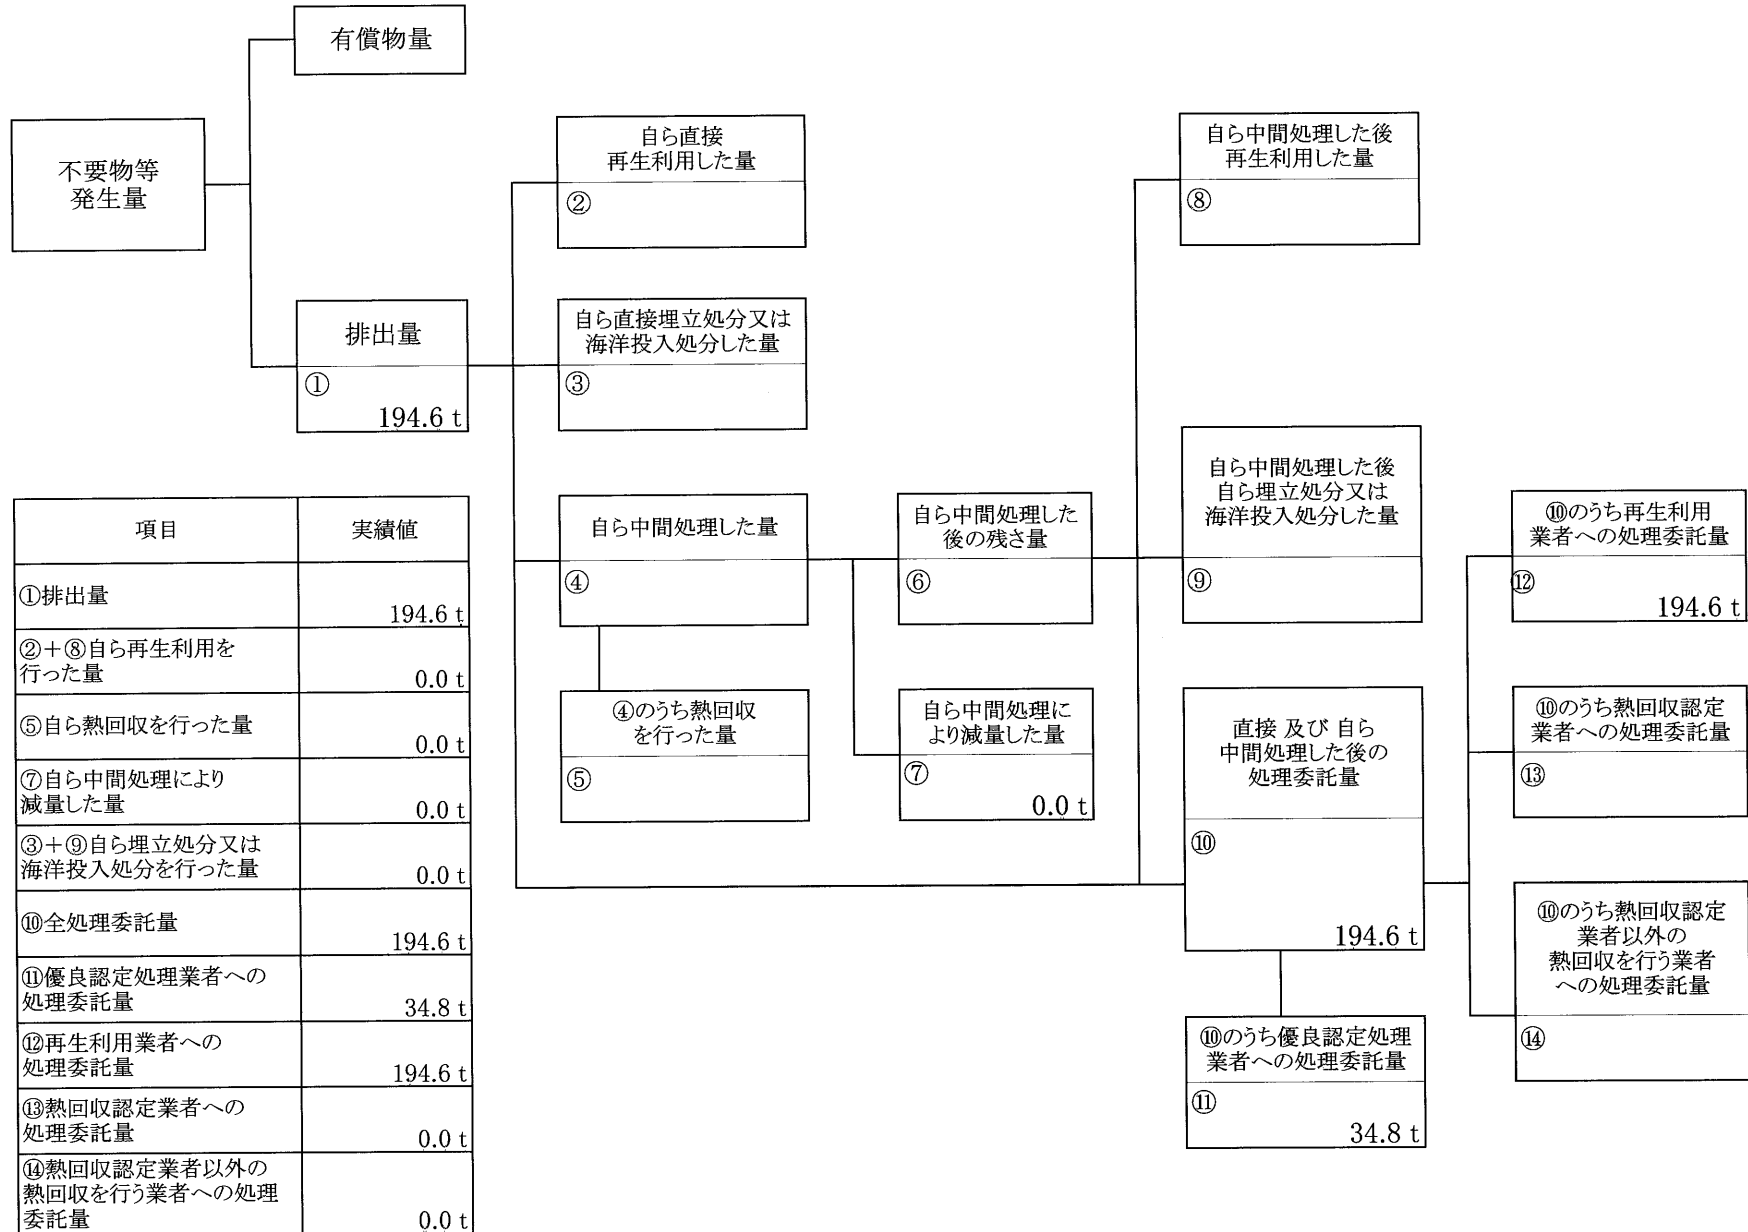 有償物量
不要物等
発生量
排出量
①
194.6 t
自ら直接
再生利用した量
②
自ら直接埋立処分又は
海洋投入処分した量
③
自ら中間処理した量
④
④のうち熱回収
を行った量
⑤
自ら中間処理した
後の残さ量
⑥
自ら中間処理に
より減量した量
⑦
0.0 t
自ら中間処理した後
再生利用した量
⑧
自ら中間処理した後
自ら埋立処分又は
海洋投入処分した量
⑨
直接 及び 自ら
中間処理した後の
処理委託量
⑩
194.6 t
⑩のうち優良認定処理
業者への処理委託量
⑪
34.8 t
⑩のうち再生利用
業者への処理委託量
⑫
194.6 t
⑩のうち熱回収認定
業者への処理委託量
⑬
⑩のうち熱回収認定
業者以外の
熱回収を行う業者
への処理委託量
⑭
項目 実績値
①排出量 194.6 t
②+⑧自ら再生利用を
行った量 0.0 t
⑤自ら熱回収を行った量 0.0 t
⑦自ら中間処理により
減量した量 0.0 t
③+⑨自ら埋立処分又は
海洋投入処分を行った量 0.0 t
⑩全処理委託量 194.6 t
⑪優良認定処理業者への
処理委託量 34.8 t
⑫再生利用業者への
処理委託量 194.6 t
⑬熱回収認定業者への
処理委託量 0.0 t
⑭熱回収認定業者以外の
熱回収を行う業者への処理
委託量 0.0 t